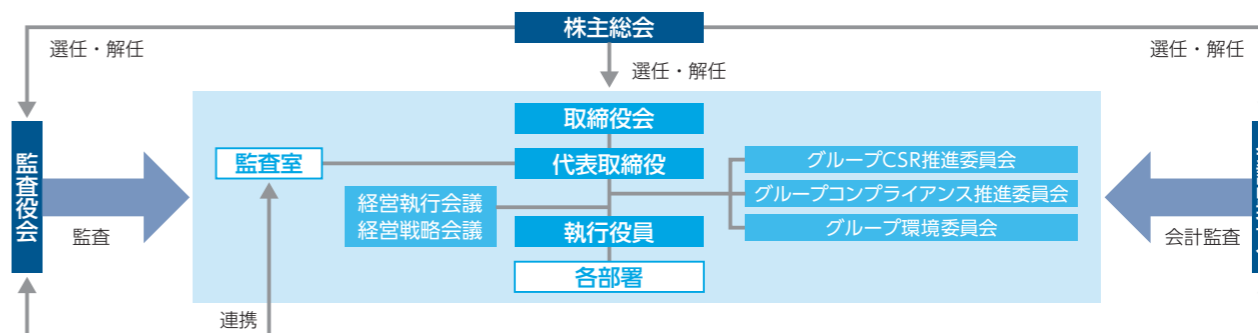 株主総会
選任・解任
選任・解任
選任・解任
取締役会
監査役会
監査室
代表取締役
グループCSR推進委員会
グループコンプライアンス推進委員会
グループ環境委員会
経営執行会議
経営戦略会議
執行役員
監査
会計監査
各部署
連携